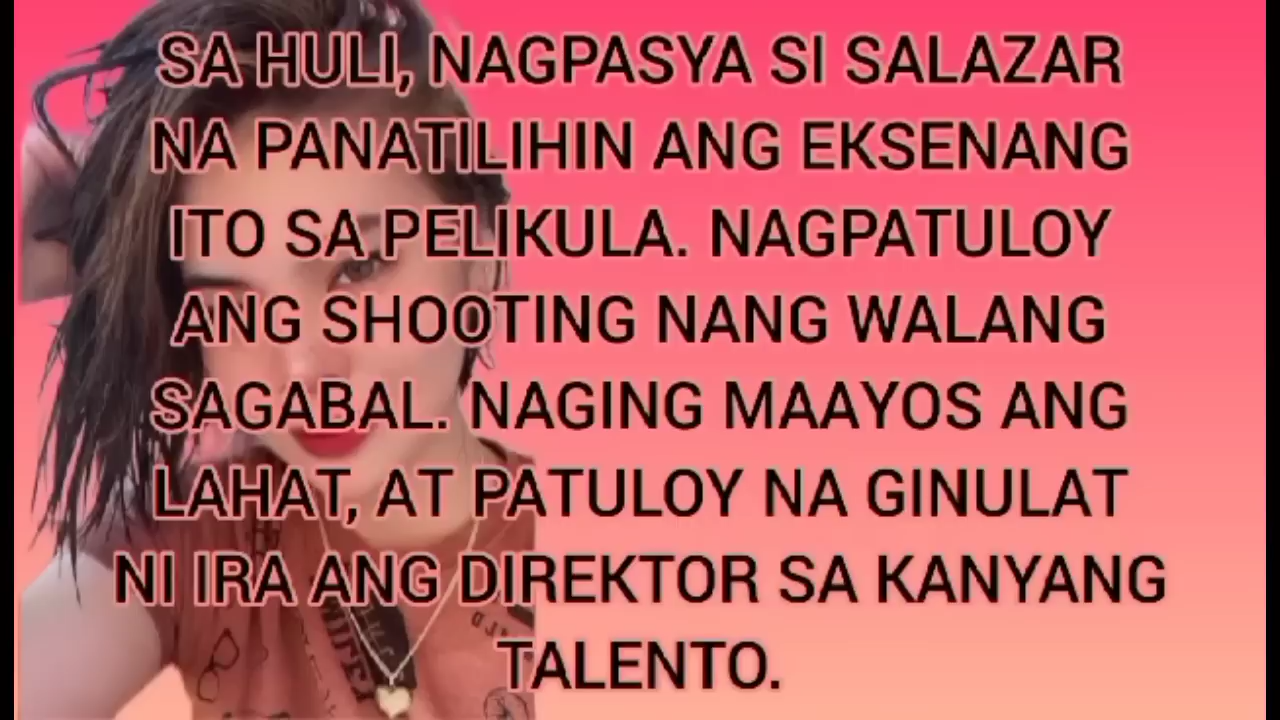 SA HULI, NAGPASYA SI SALAZAR
NA PANATILIHIN ANG EKSENANG
ITO SA PELIKULA. NAGPATULOY
ANG SHOOTING NANG WALANG
SAGABAL. NAGING MAAYOS ANG
LAHAT, AT PATULOY NA GINULAT
NI IRA ANG DIREKTOR SA KANYANG
TALENTO.